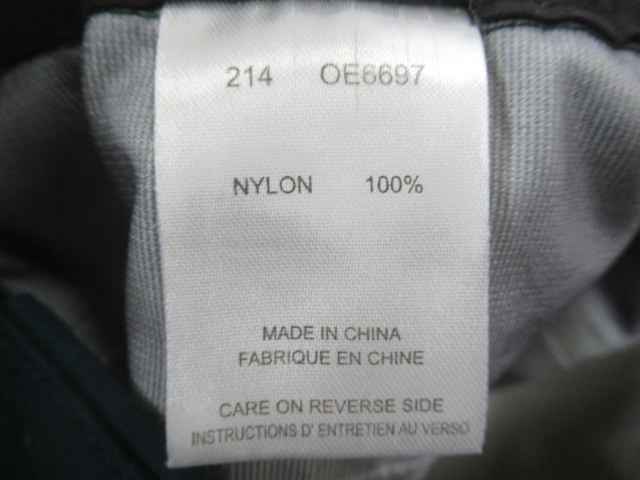 214 OE6697
NYLON 100%
MADE IN CHINA
FABRIQUE EN CHINE
CARE ON REVERSE SIDE
INSTRUCTIONS D' ENTRETIEN AU VERSO